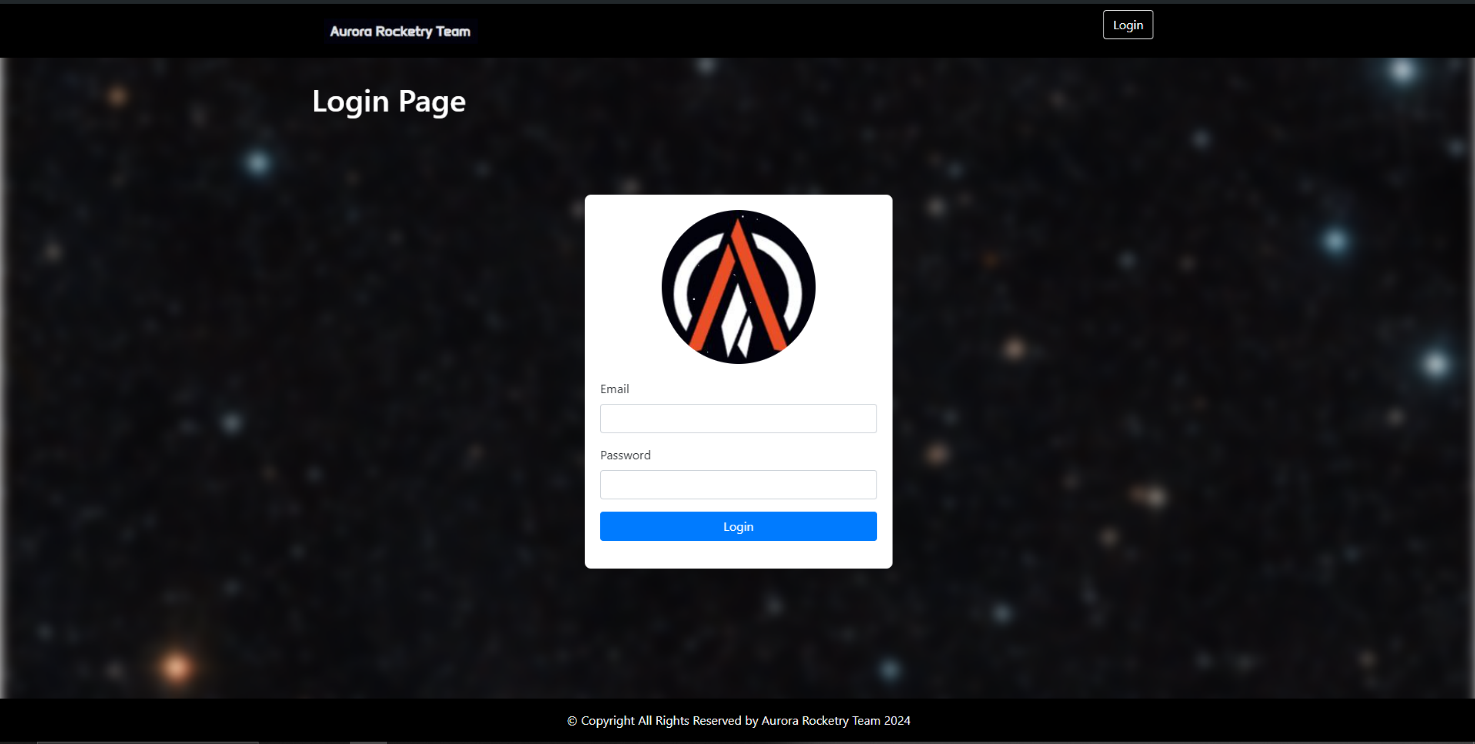 Aurora Rocketry Team
Login
Login Page
Email
Password
Login
© Copyright All Rights Reserved by Aurora Rocketry Team 2024